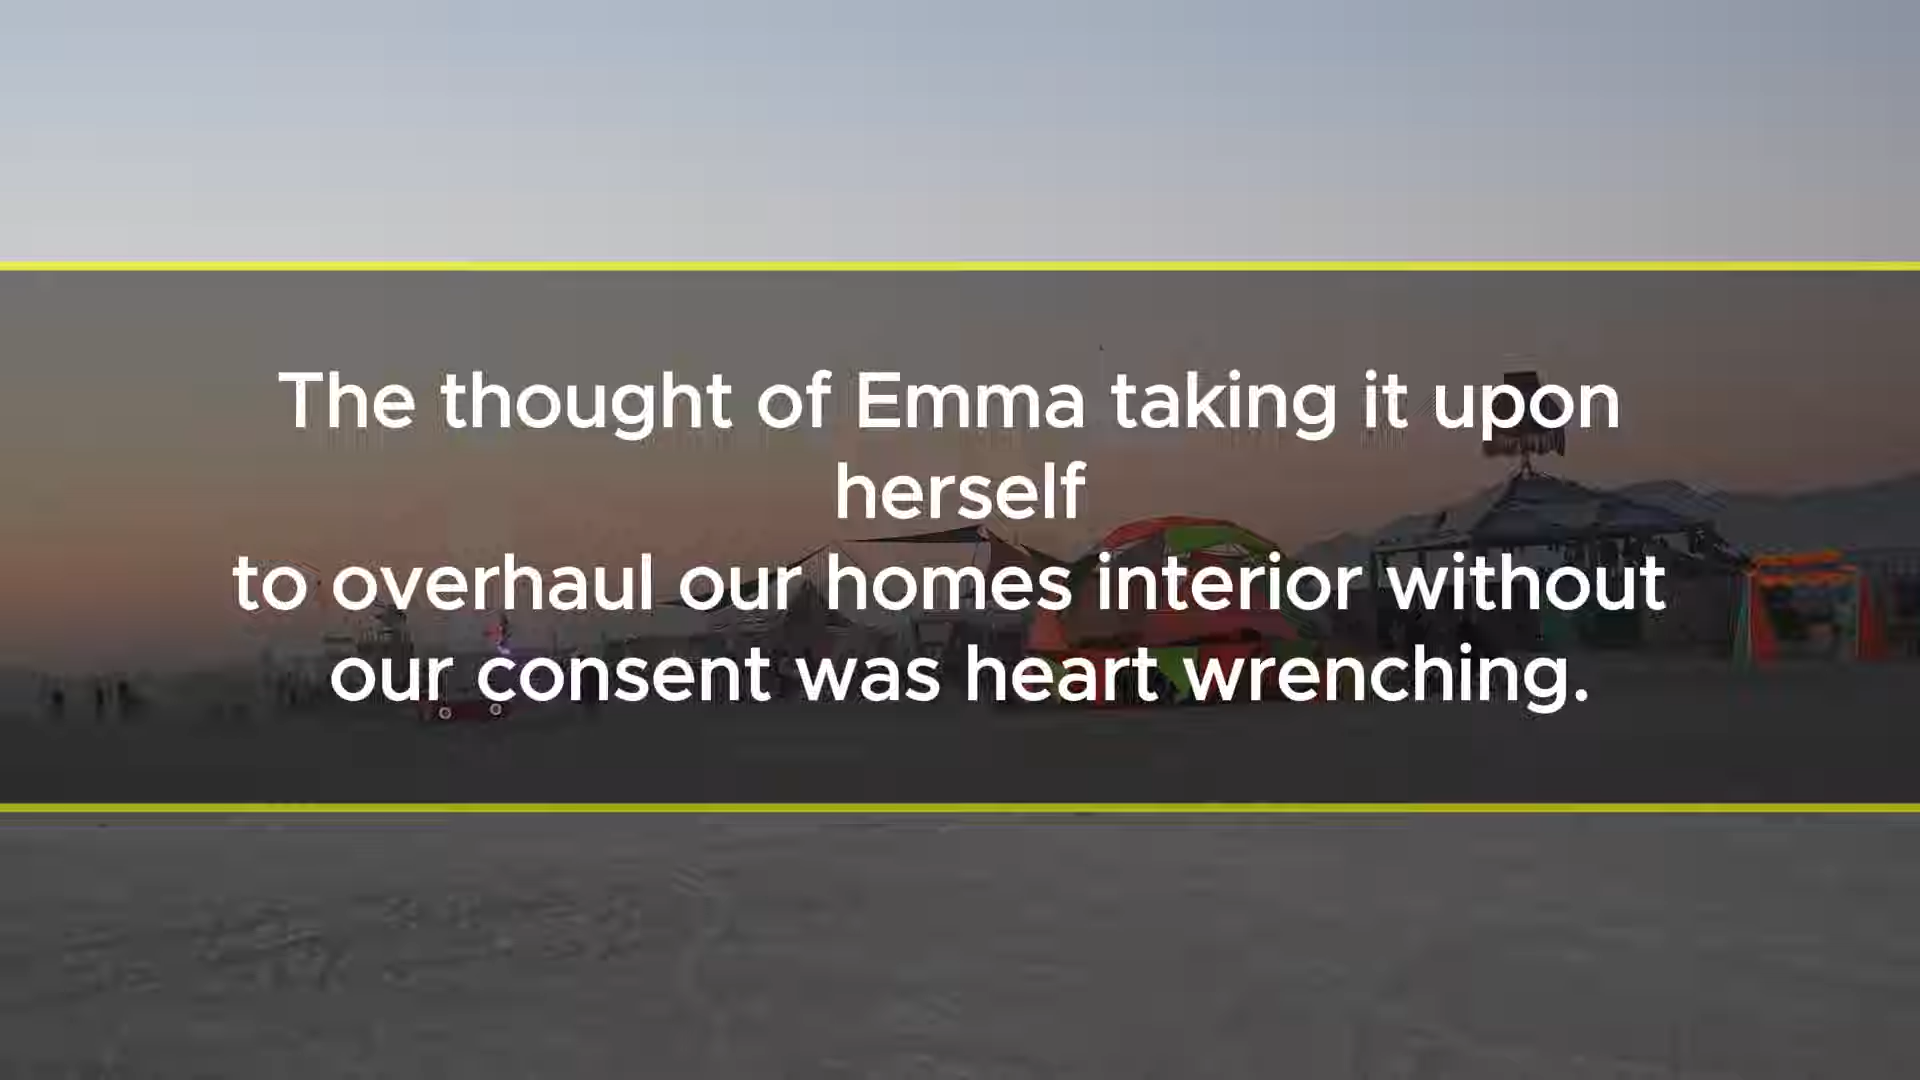 The thought of Emma taking it upon
herself
to overhaul our homes interior without
our consent was heart wrenching.